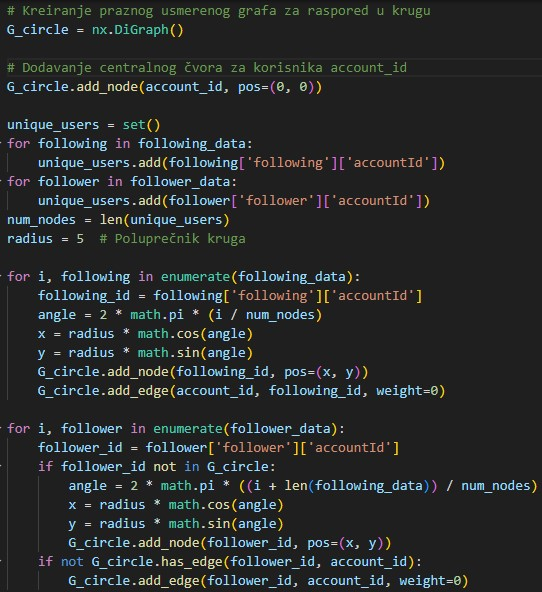 # Kreiranje praznog usmerenog grafa za raspored u krugu
G_circle = nx.DiGraph()
# Dodavanje centralnog čvora za korisnika account_id
G_circle.add_node(account_id, pos=(0, 0))
unique_users = set()
for following in following_data:
    unique_users.add(following['following']['accountId'])
for follower in follower_data:
    unique_users.add(follower['follower']['accountId'])
num_nodes = len(unique_users)
radius = 5  # Poluprečnik kruga
for i, following in enumerate(following_data):
    following_id = following['following']['accountId']
    angle = 2 * math.pi * (i / num_nodes)
    x = radius * math.cos(angle)
    y = radius * math.sin(angle)
    G_circle.add_node(following_id, pos=(x, y))
    G_circle.add_edge(account_id, following_id, weight=0)
for i, follower in enumerate(follower_data):
    follower_id = follower['follower']['accountId']
    if follower_id not in G_circle:
        angle = 2 * math.pi * ((i + len(following_data)) / num_nodes)
        x = radius * math.cos(angle)
        y = radius * math.sin(angle)
        G_circle.add_node(follower_id, pos=(x, y))
    if not G_circle.has_edge(follower_id, account_id):
        G_circle.add_edge(follower_id, account_id, weight=0)